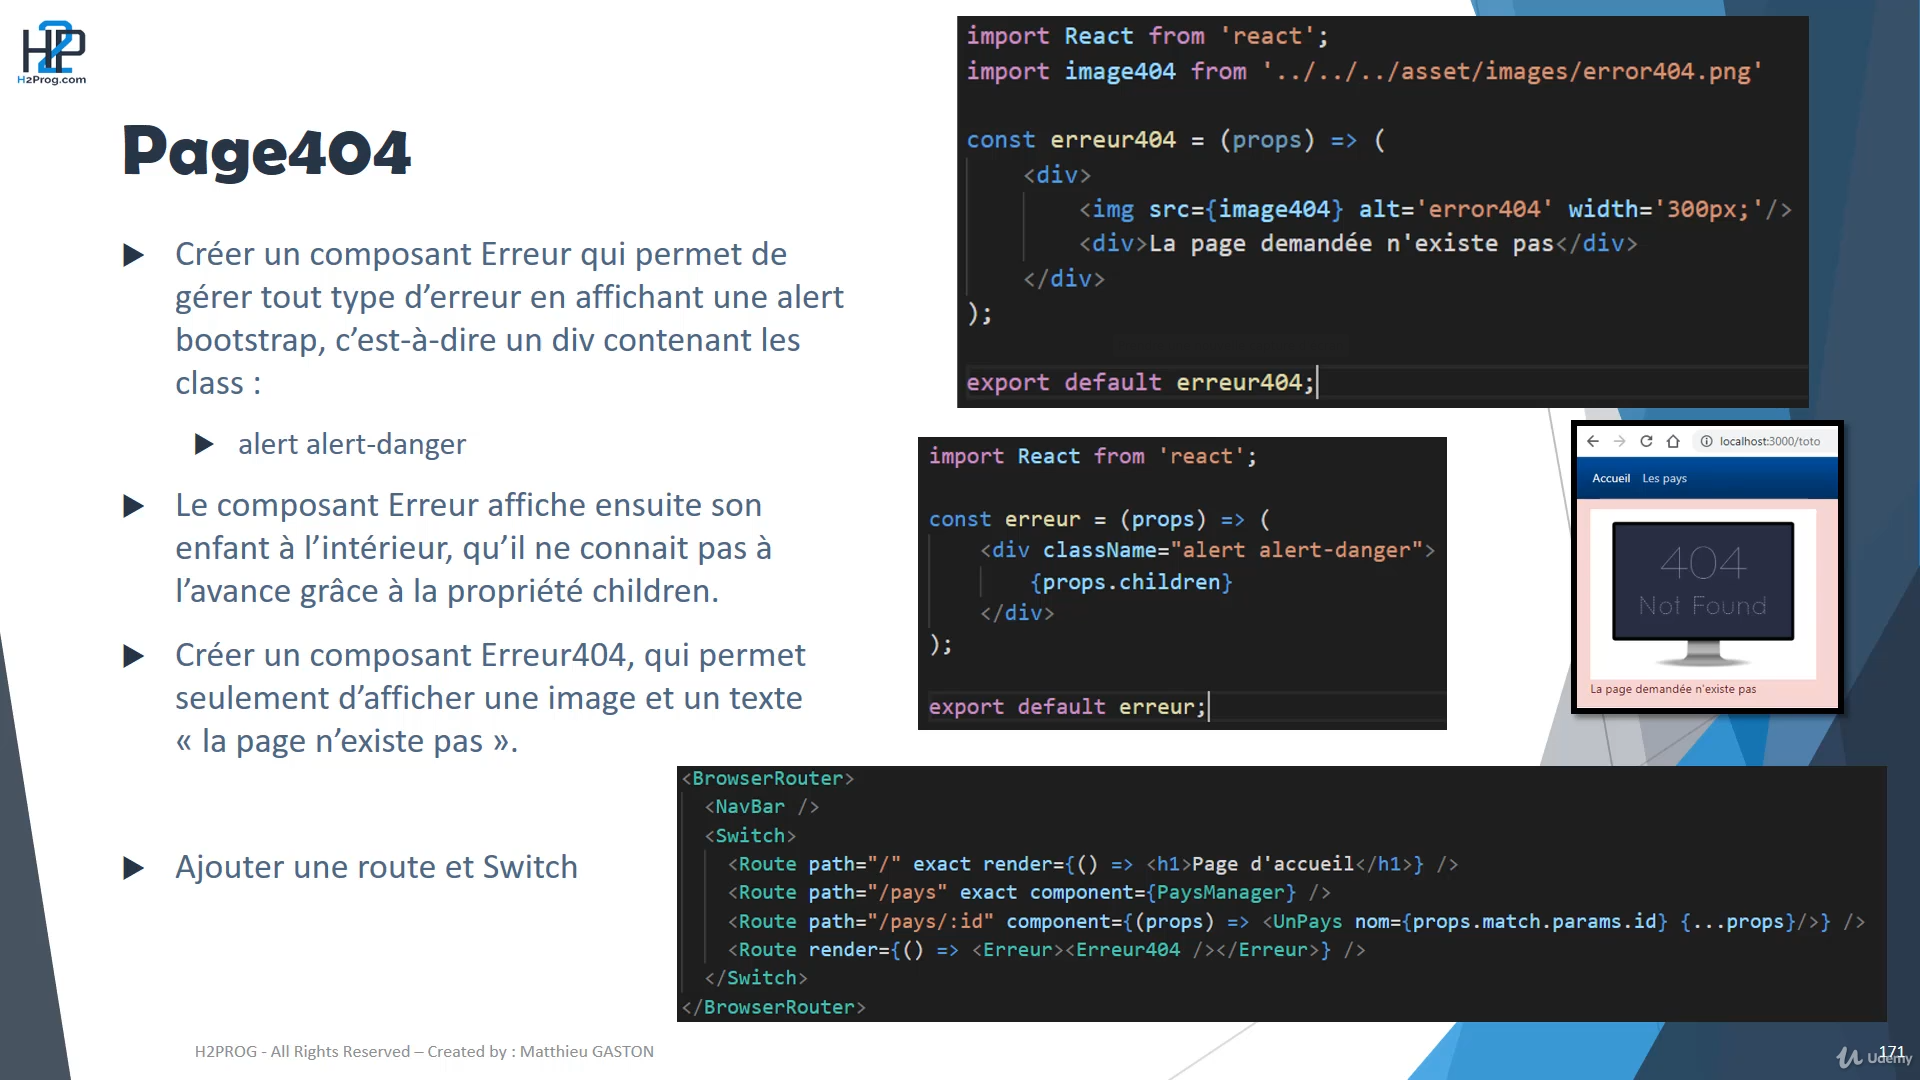 H2P
H2Prog.com
Page404
Créer un composant Erreur qui permet de
gérer tout type d’erreur en affichant une alert
bootstrap, c’est-à-dire un div contenant les
class :
alert alert-danger
Le composant Erreur affiche ensuite son
enfant à l’intérieur, qu’il ne connait pas à
l’avance grâce à la propriété children.
Créer un composant Erreur404, qui permet
seulement d’afficher une image et un texte
« la page n’existe pas ».
Ajouter une route et Switch
import React from 'react';
import image404 from '../../../asset/images/error404.png'
const erreur404 = (props) => (
<div>
<img src={image404} alt='error404' width='300px;'/>
<div>La page demandée n'existe pas</div>
</div>
);
export default erreur404;
import React from 'react';
const erreur = (props) => (
<div className="alert alert-danger">
{props.children}
</div>
);
export default erreur;
localhost:3000/toto
Accueil Les pays
404
Not Found
La page demandée n'existe pas
<BrowserRouter>
<NavBar />
<Switch>
<Route path="/" exact render={() => <h1>Page d'accueil</h1>} />
<Route path="/pays" exact component={PaysManager} />
<Route path="/pays/:id" component={(props) => <UnPays nom={props.match.params.id} {...props}/>} />
<Route render={() => <Erreur><Erreur404 /></Erreur>} />
</Switch>
</BrowserRouter>
H2PROG - All Rights Reserved – Created by : Matthieu GASTON
171
Udemy